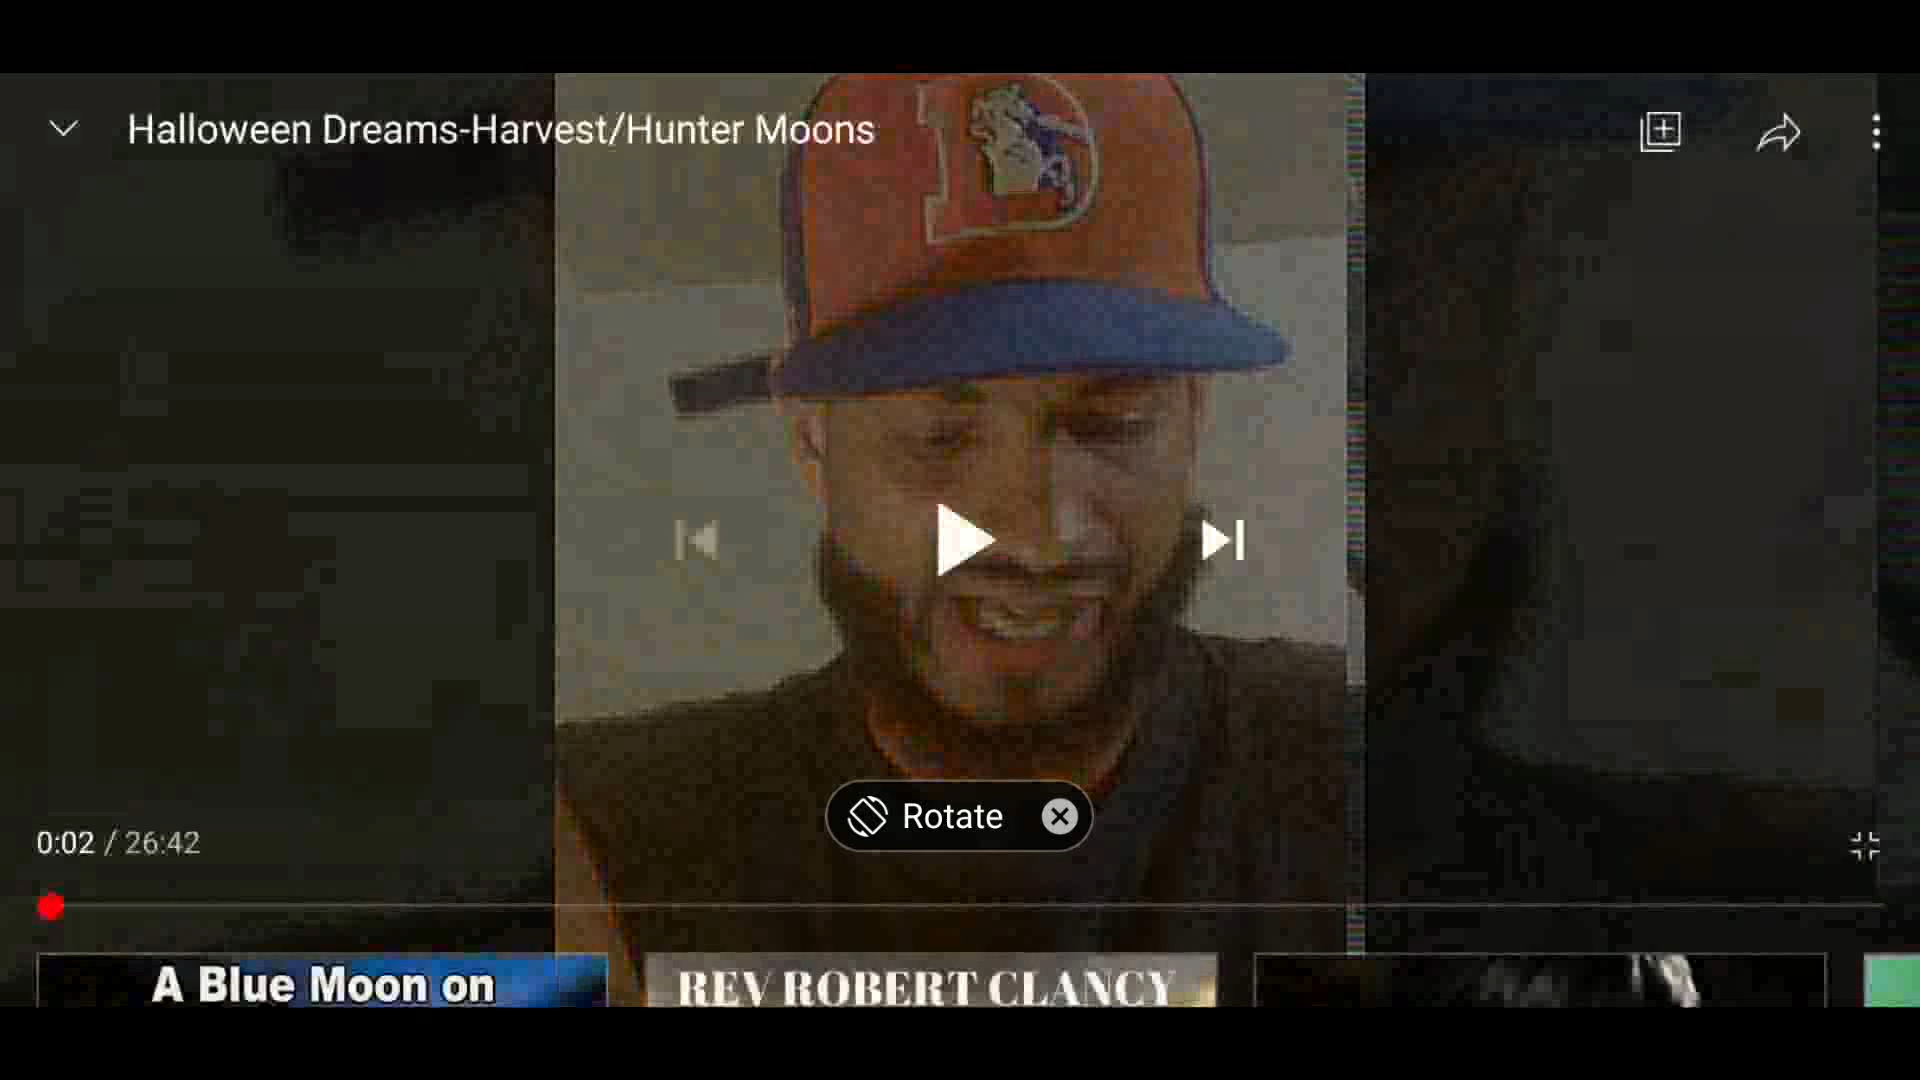 Halloween Dreams-Harvest/Hunter Moons
D
Rotate
0:02 / 26:42
A Blue Moon on
REV ROBERT CLANCY